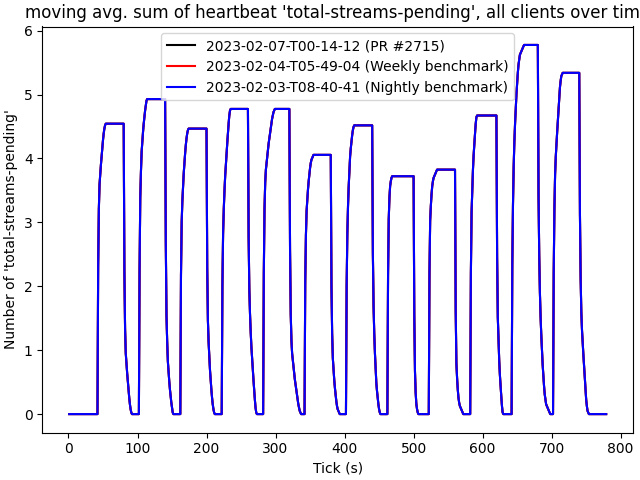 moving avg. sum of heartbeat 'total-streams-pending', all clients over tim
2023-02-07-T00-14-12 (PR #2715)
2023-02-04-T05-49-04 (Weekly benchmark)
2023-02-03-T08-40-41 (Nightly benchmark)
Number of 'total-streams-pending'
6
5
4
3
2
1
0
0 100 200 300 400 500 600 700 800
Tick (s)